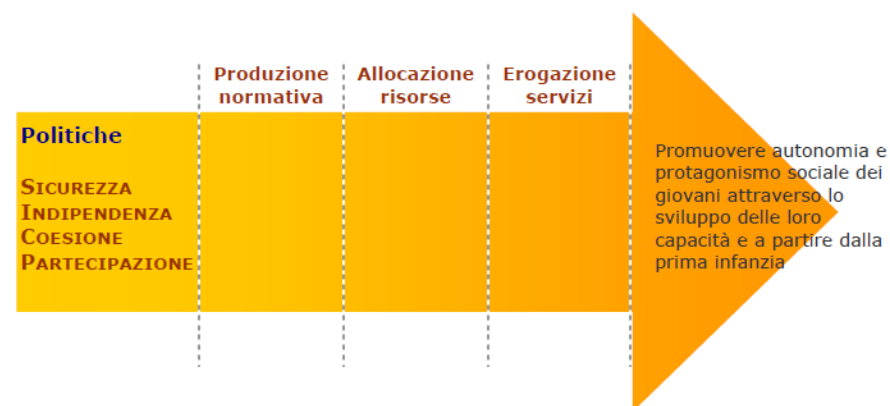 Produzione
normativa
Allocazione
risorse
Erogazione
servizi
Politiche
SICUREZZA
INDIPENDENZA
COESIONE
PARTECIPAZIONE
Promuovere autonomia e
protagonismo sociale dei
giovani attraverso lo
sviluppo delle loro
capacità e a partire dalla
prima infanzia